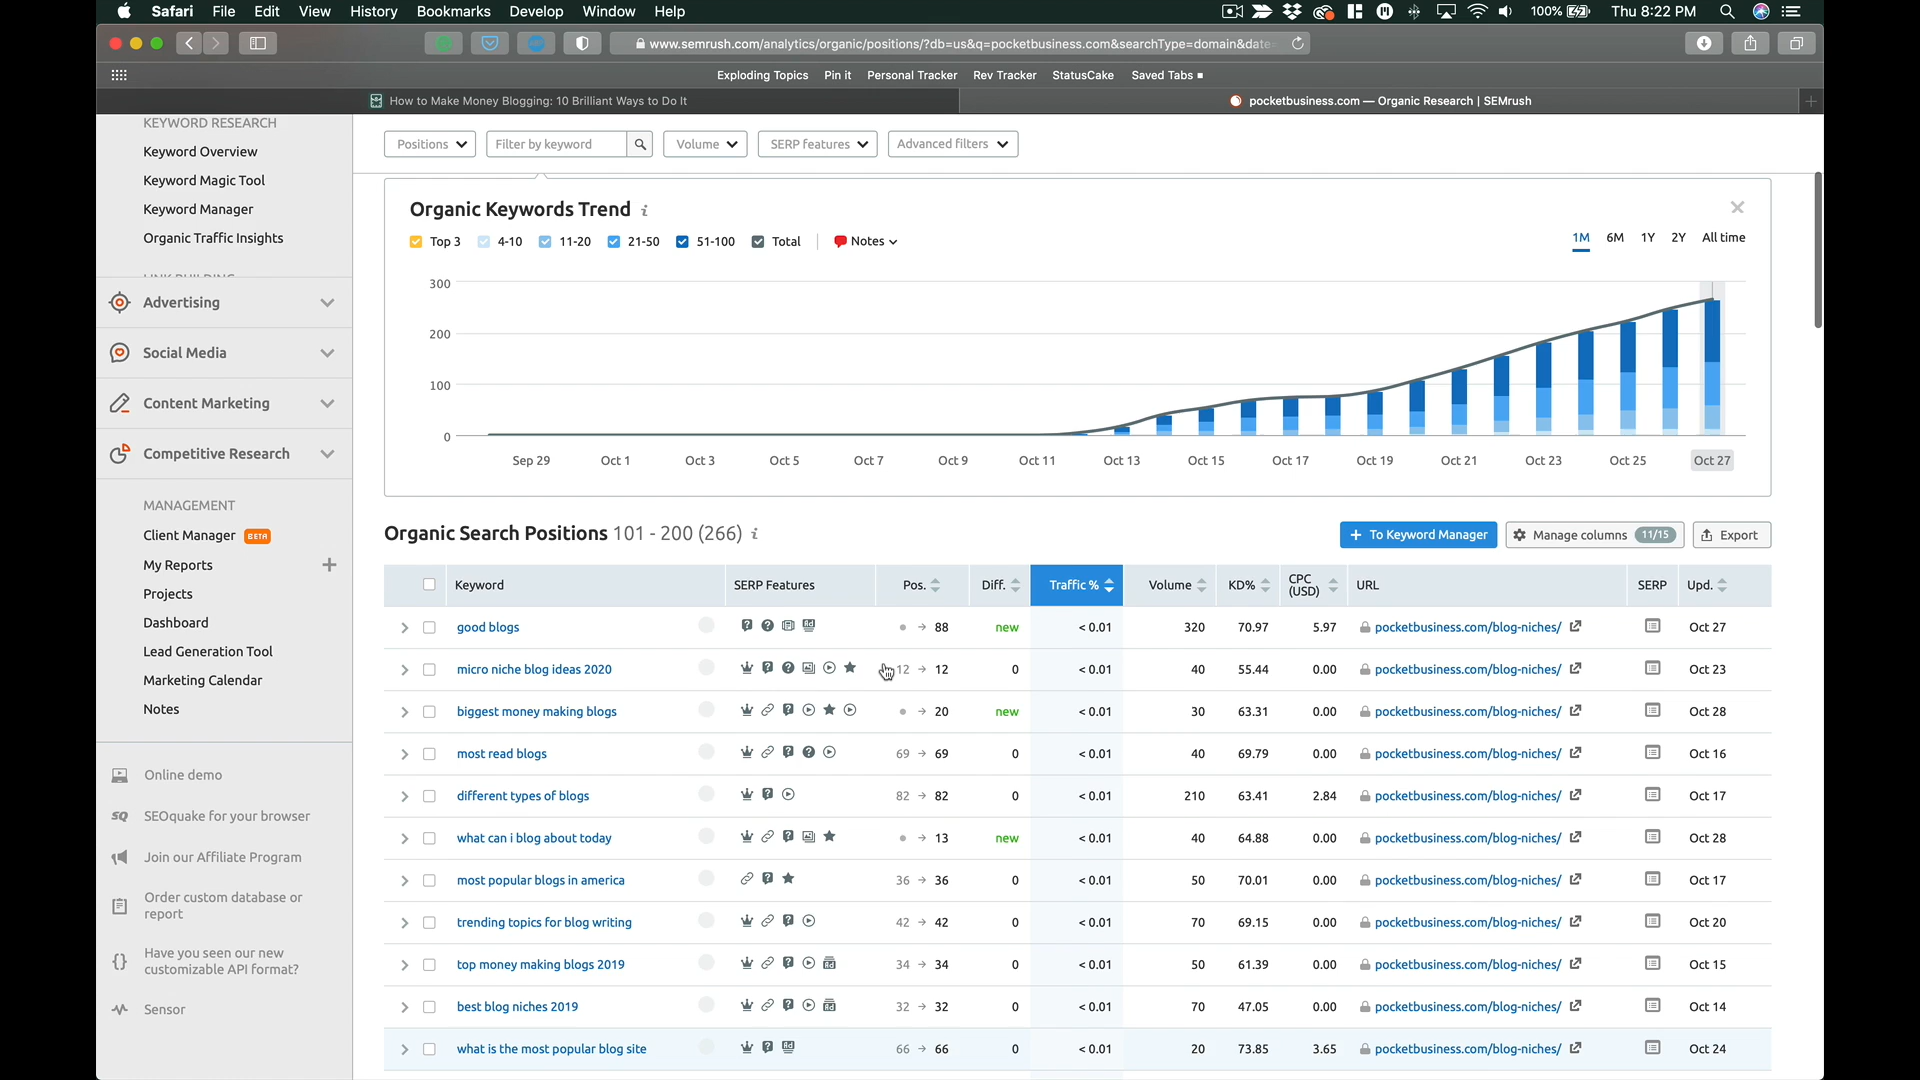 Safari File Edit View History Bookmarks Develop Window Help 100% Thu 8:22 PM
www.semrush.com/analytics/organic/positions/?db=us&q=pocketbusiness.com&searchType=domain&date
Exploding Topics Pin it Personal Tracker Rev Tracker StatusCake Saved Tabs
How to Make Money Blogging: 10 Brilliant Ways to Do It pocketbusiness.com — Organic Research | SEMrush
KEYWORD RESEARCH
Keyword Overview
Keyword Magic Tool
Keyword Manager
Organic Traffic Insights
LINK BUILDING
Advertising
Social Media
Content Marketing
Competitive Research
MANAGEMENT
Client Manager BETA
My Reports
Projects
Dashboard
Lead Generation Tool
Marketing Calendar
Notes
Online demo
SQ SEOquake for your browser
Join our Affiliate Program
Order custom database or
report
{} Have you seen our new
customizable API format?
Sensor
Positions Filter by keyword Volume SERP features Advanced filters
Organic Keywords Trend i
Top 3 4-10 11-20 21-50 51-100 Total Notes 1M 6M 1Y 2Y All time
300
200
100
0
Sep 29 Oct 1 Oct 3 Oct 5 Oct 7 Oct 9 Oct 11 Oct 13 Oct 15 Oct 17 Oct 19 Oct 21 Oct 23 Oct 25 Oct 27
Organic Search Positions 101 - 200 (266) i + To Keyword Manager Manage columns 11/15 Export
Keyword SERP Features Pos. Diff. Traffic % Volume KD% CPC (USD) URL SERP Upd.
good blogs 88 new < 0.01 320 70.97 5.97 pocketbusiness.com/blog-niches/ Oct 27
micro niche blog ideas 2020 12 → 12 0 < 0.01 40 55.44 0.00 pocketbusiness.com/blog-niches/ Oct 23
biggest money making blogs → 20 new < 0.01 30 63.31 0.00 pocketbusiness.com/blog-niches/ Oct 28
most read blogs 69 → 69 0 < 0.01 40 69.79 0.00 pocketbusiness.com/blog-niches/ Oct 16
different types of blogs 82 → 82 0 < 0.01 210 63.41 2.84 pocketbusiness.com/blog-niches/ Oct 17
what can i blog about today → 13 new < 0.01 40 64.88 0.00 pocketbusiness.com/blog-niches/ Oct 28
most popular blogs in america 36 → 36 0 < 0.01 50 70.01 0.00 pocketbusiness.com/blog-niches/ Oct 17
trending topics for blog writing 42 → 42 0 < 0.01 70 69.15 0.00 pocketbusiness.com/blog-niches/ Oct 20
top money making blogs 2019 34 → 34 0 < 0.01 50 61.39 0.00 pocketbusiness.com/blog-niches/ Oct 15
best blog niches 2019 32 → 32 0 < 0.01 70 47.05 0.00 pocketbusiness.com/blog-niches/ Oct 14
what is the most popular blog site 66 → 66 0 < 0.01 20 73.85 3.65 pocketbusiness.com/blog-niches/ Oct 24